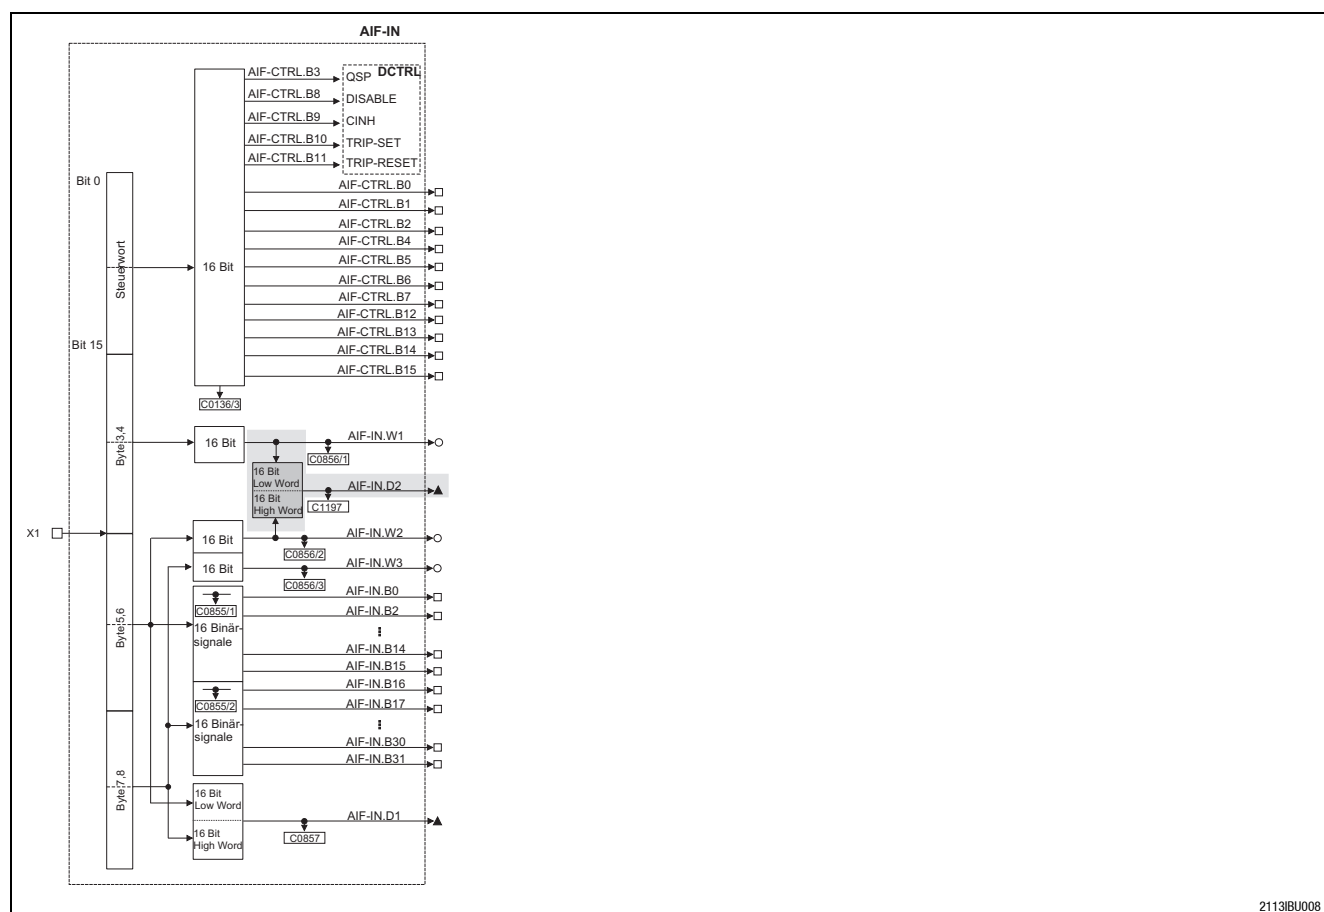 AIF-IN
AIF-CTRL.B3
QSP
DCTRL
AIF-CTRL.B8
DISABLE
AIF-CTRL.B9
CINH
AIF-CTRL.B10
TRIP-SET
AIF-CTRL.B11
TRIP-RESET
Bit 0
AIF-CTRL.B0
AIF-CTRL.B1
AIF-CTRL.B2
AIF-CTRL.B4
Steuerwort
16 Bit
AIF-CTRL.B5
AIF-CTRL.B6
AIF-CTRL.B7
AIF-CTRL.B12
AIF-CTRL.B13
Bit 15
AIF-CTRL.B14
AIF-CTRL.B15
C0136/3
Byte 3,4
16 Bit
AIF-IN.W1
C0856/1
16 Bit
Low Word
AIF-IN.D2
16 Bit
High Word
C1197
X1
16 Bit
AIF-IN.W2
C0856/2
16 Bit
AIF-IN.W3
C0856/3
AIF-IN.B0
C0855/1
AIF-IN.B2
Byte 5,6
16 Binär-
signale
AIF-IN.B14
AIF-IN.B15
AIF-IN.B16
C0855/2
AIF-IN.B17
16 Binär-
signale
AIF-IN.B30
AIF-IN.B31
Byte 7,8
16 Bit
Low Word
AIF-IN.D1
16 Bit
High Word
C0857
2113IBU008